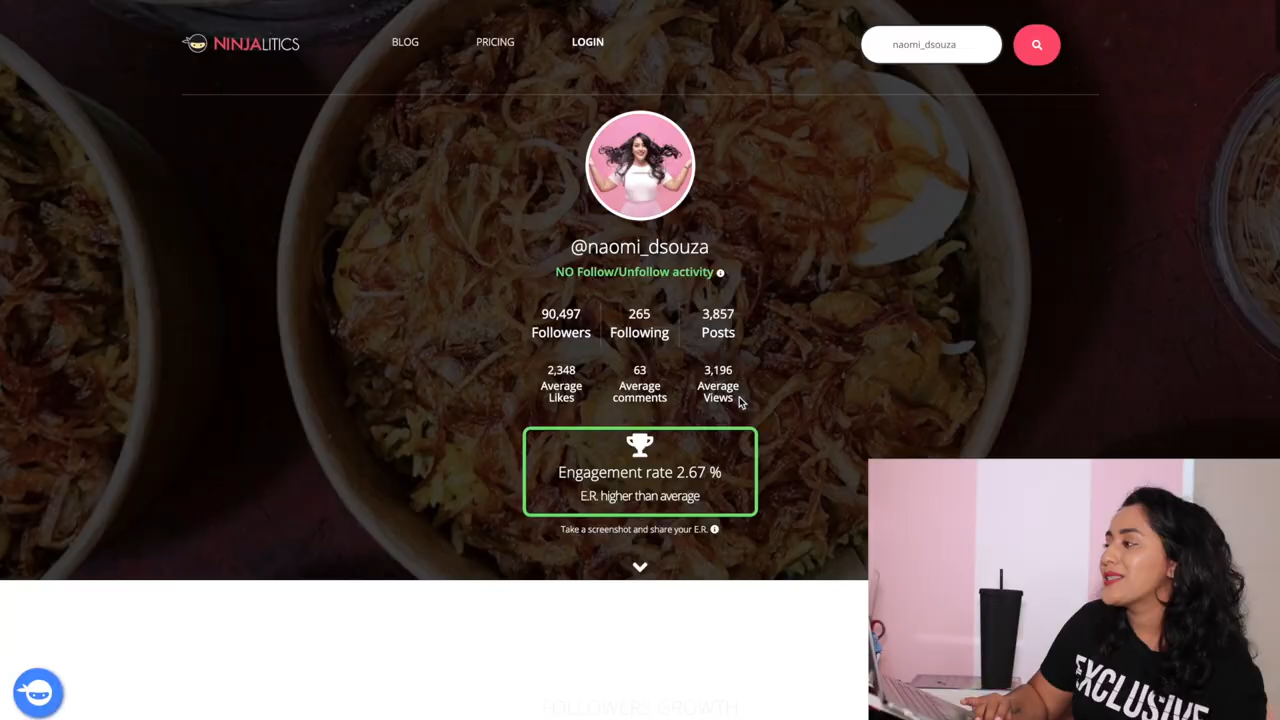 NINJALITICS
BLOG
PRICING
LOGIN
naomi_dsouza
@naomi_dsouza
NO Follow/Unfollow activity
90,497
Followers
265
Following
3,857
Posts
2,348
Average
Likes
63
Average
comments
3,196
Average
Views
Engagement rate 2.67 %
E.R. higher than average
Take a screenshot and share your E.R.
FOLLOWERS GROWTH
EXCLUSIVE